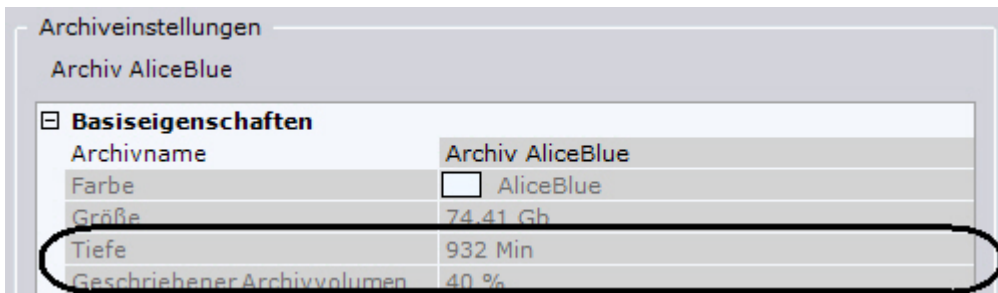 Archiveinstellungen
Archiv AliceBlue
Basiseigenschaften
Archivname Archiv AliceBlue
Farbe AliceBlue
Größe 74.41 Gb
Tiefe 932 Min
Geschriebener Archivvolumen 40 %